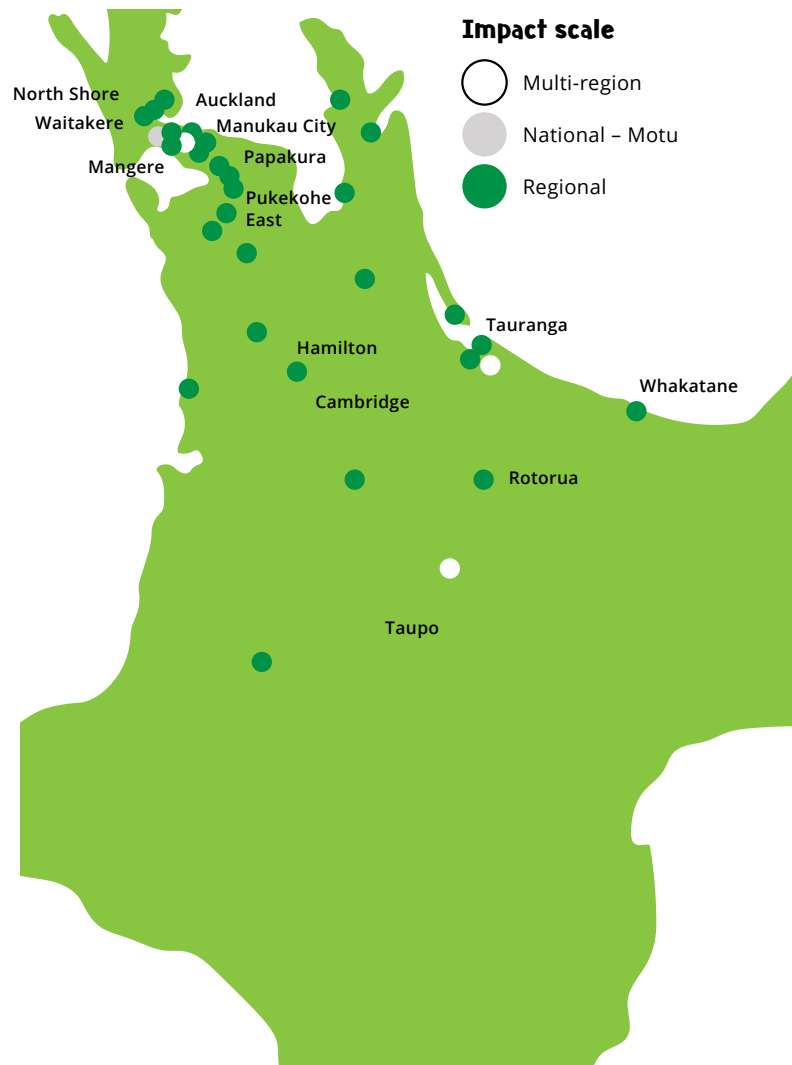 Impact scale
Multi-region
National – Motu
Regional
North Shore
Auckland
Waitakere
Manukau City
Mangere
Papakura
Pukekohe
East
Tauranga
Hamilton
Whakatane
Cambridge
Rotorua
Taupo